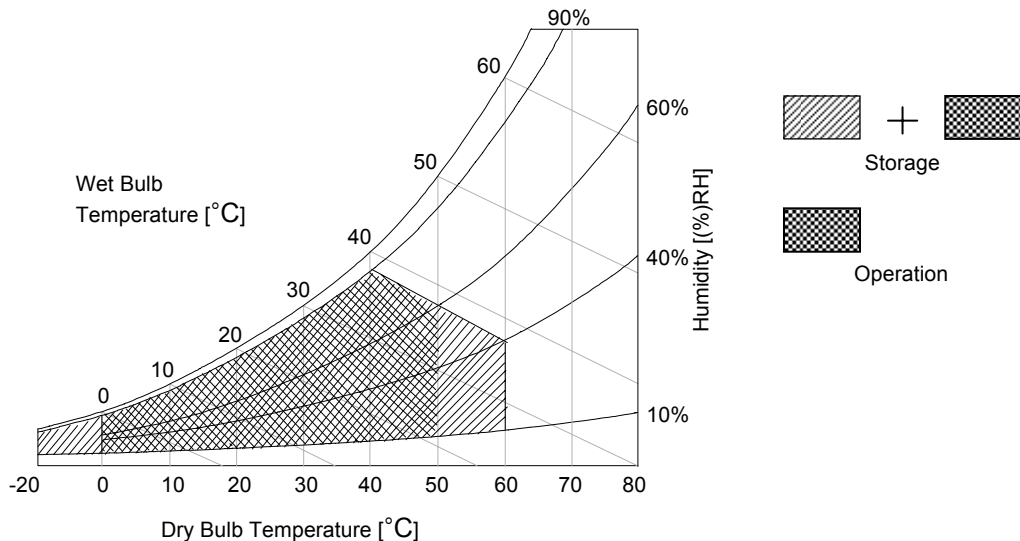 90%
60
60%
50
Wet Bulb
Temperature [°C]
40
30
20
10
0
40%
10%
Humidity [(%)RH]
-20 0 10 20 30 40 50 60 70 80
Dry Bulb Temperature [°C]
+
Storage
Operation